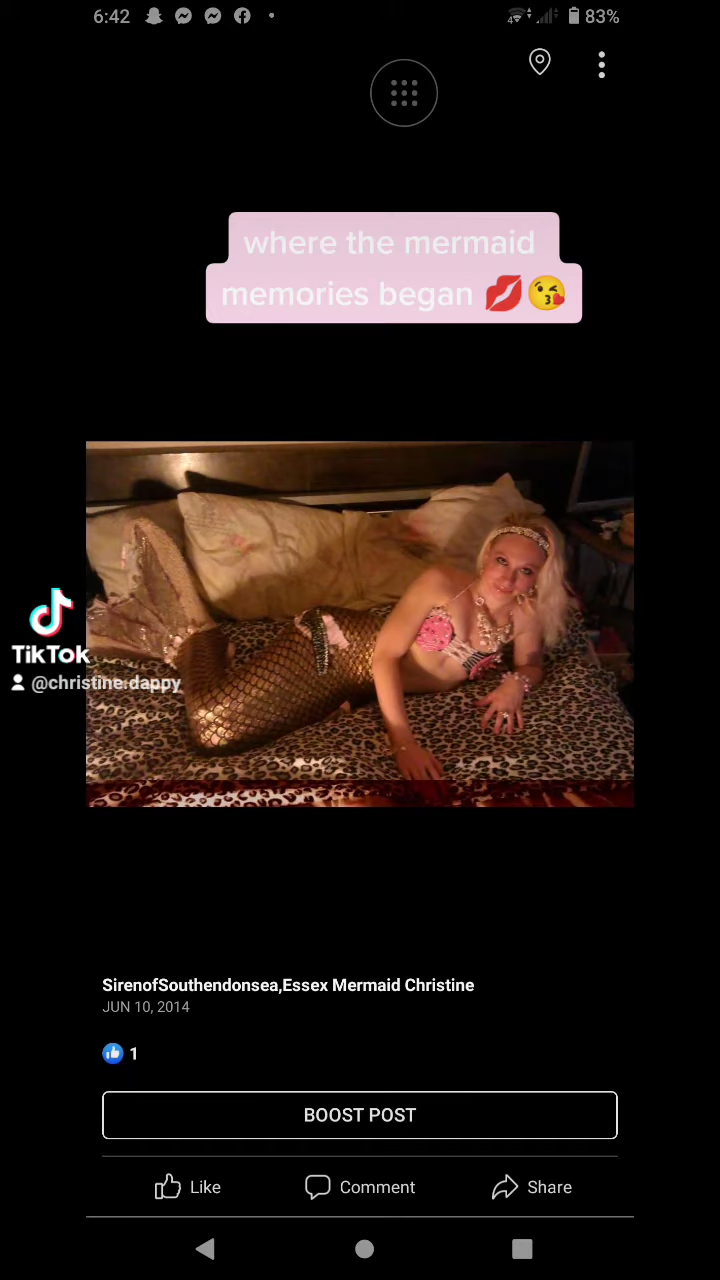 6:42
4 83%
where the mermaid
memories began 💋😘
TikTok
@christine.dappy
SirenofSouthendonsea,Essex Mermaid Christine
JUN 10, 2014
1
BOOST POST
Like Comment Share